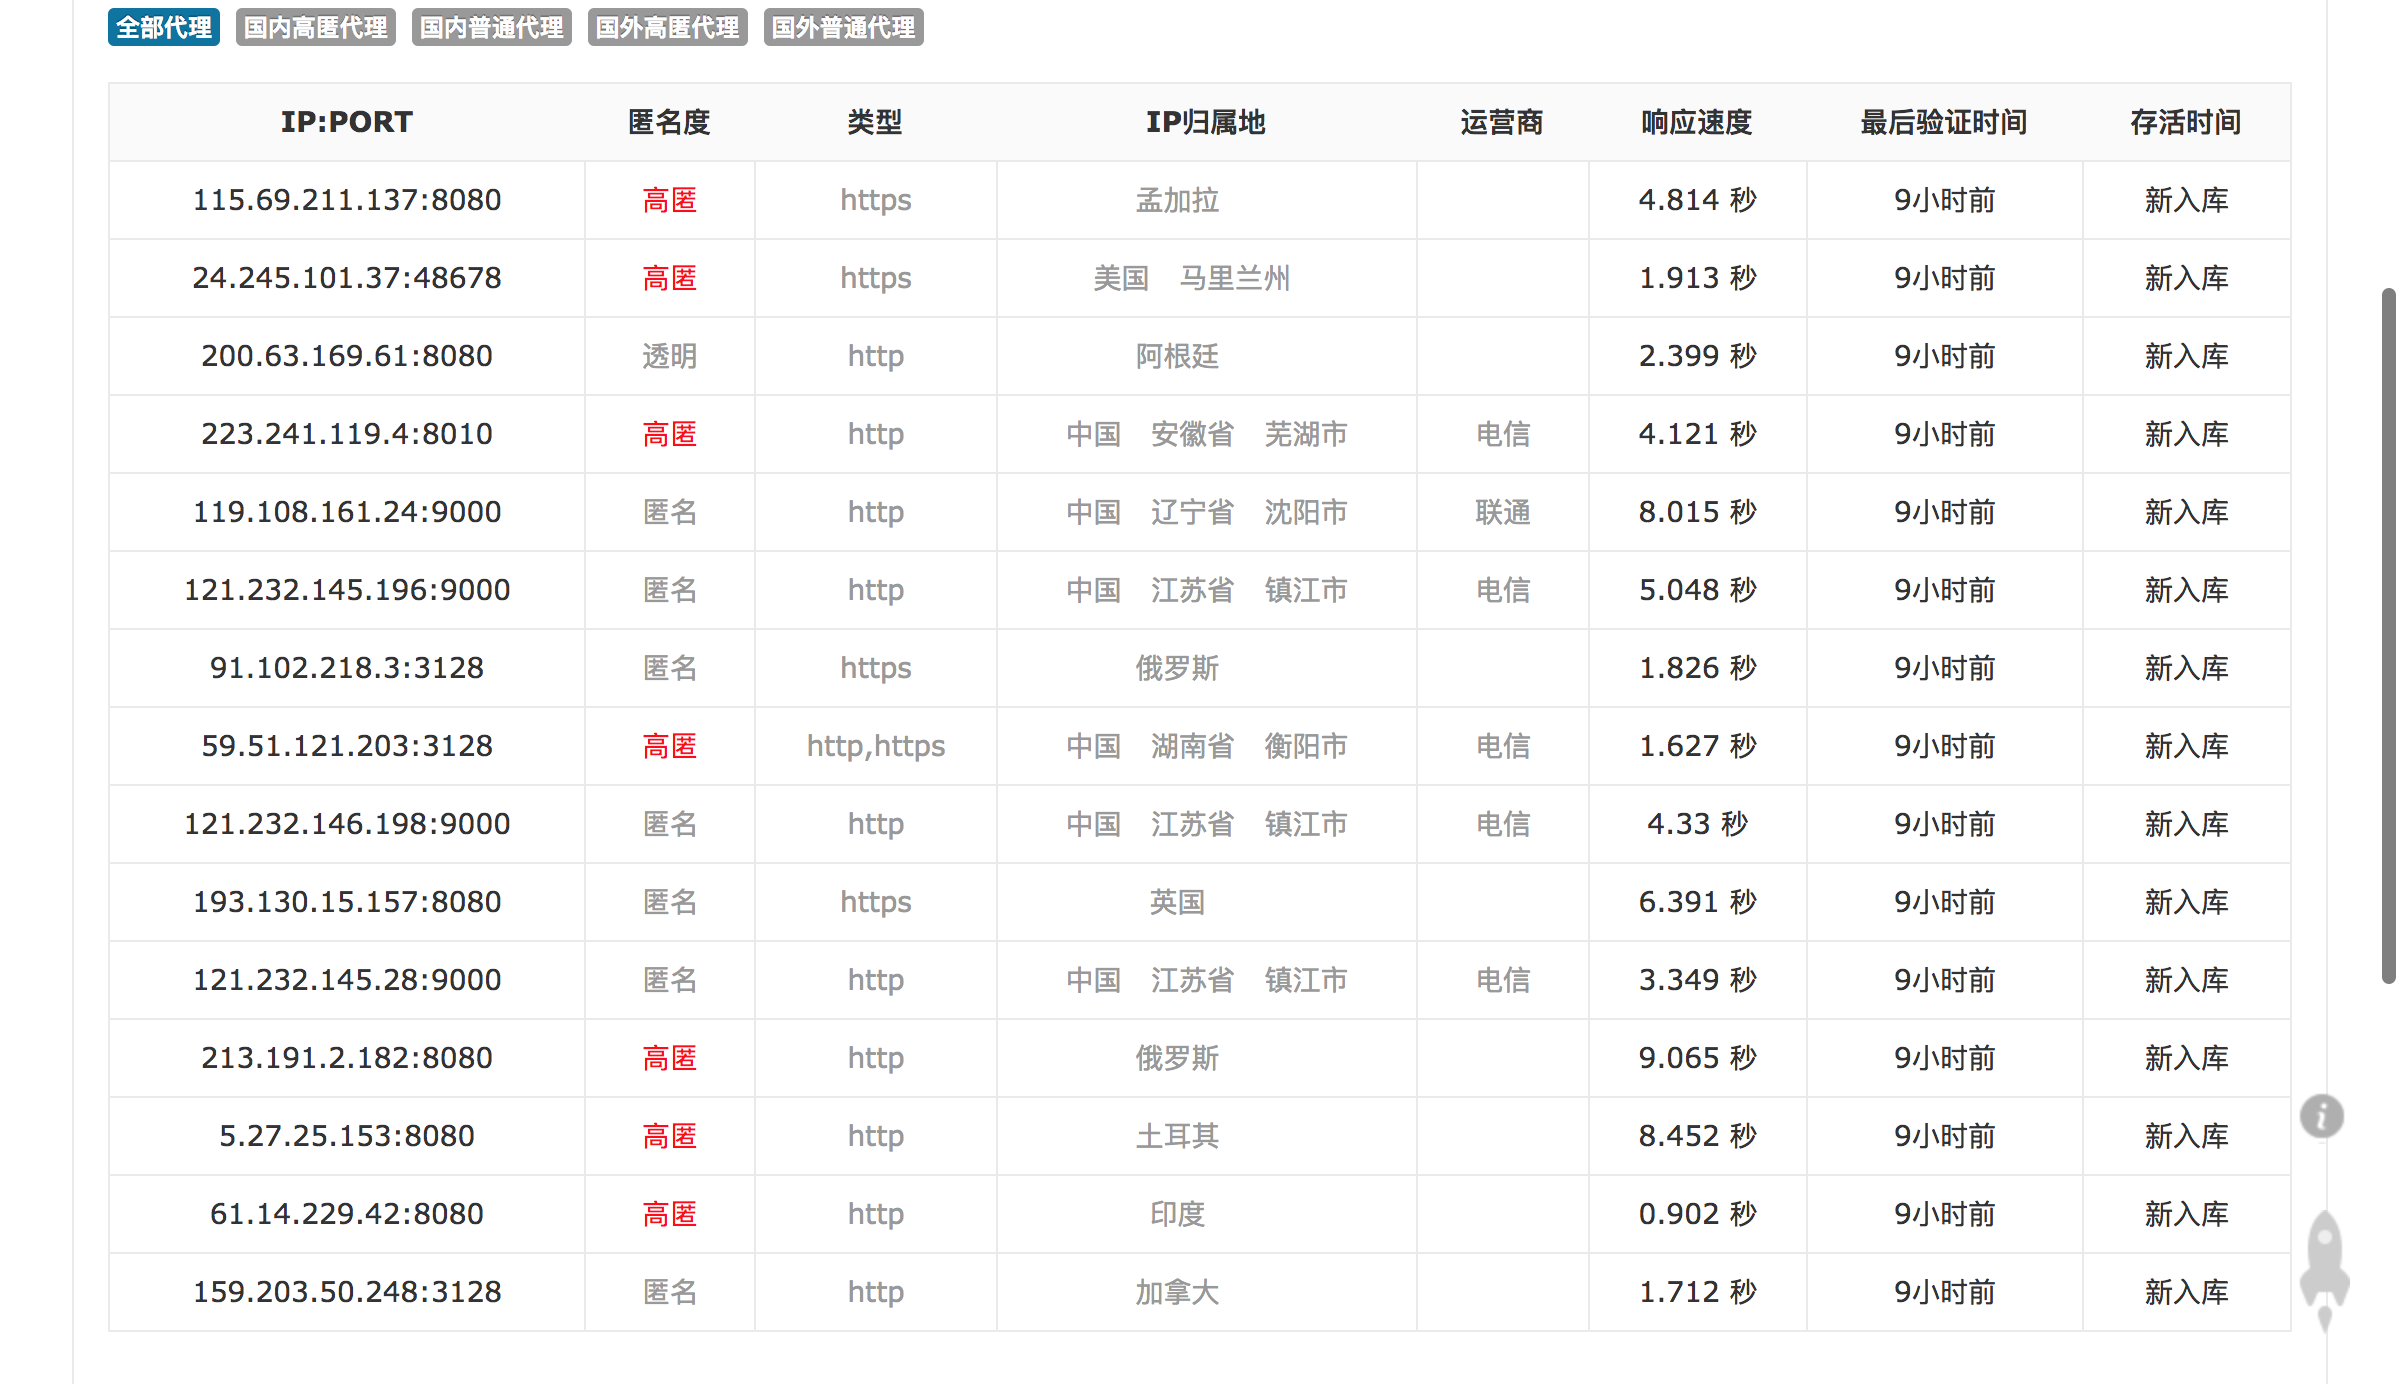 全部代理 国内高匿代理 国内普通代理 国外高匿代理 国外普通代理
IP:PORT 匿名度 类型 IP归属地 运营商 响应速度 最后验证时间 存活时间
115.69.211.137:8080 高匿 https 孟加拉 4.814 秒 9小时前 新入库
24.245.101.37:48678 高匿 https 美国 马里兰州 1.913 秒 9小时前 新入库
200.63.169.61:8080 透明 http 阿根廷 2.399 秒 9小时前 新入库
223.241.119.4:8010 高匿 http 中国 安徽省 芜湖市 电信 4.121 秒 9小时前 新入库
119.108.161.24:9000 匿名 http 中国 辽宁省 沈阳市 联通 8.015 秒 9小时前 新入库
121.232.145.196:9000 匿名 http 中国 江苏省 镇江市 电信 5.048 秒 9小时前 新入库
91.102.218.3:3128 匿名 https 俄罗斯 1.826 秒 9小时前 新入库
59.51.121.203:3128 高匿 http,https 中国 湖南省 衡阳市 电信 1.627 秒 9小时前 新入库
121.232.146.198:9000 匿名 http 中国 江苏省 镇江市 电信 4.33 秒 9小时前 新入库
193.130.15.157:8080 匿名 https 英国 6.391 秒 9小时前 新入库
121.232.145.28:9000 匿名 http 中国 江苏省 镇江市 电信 3.349 秒 9小时前 新入库
213.191.2.182:8080 高匿 http 俄罗斯 9.065 秒 9小时前 新入库
5.27.25.153:8080 高匿 http 土耳其 8.452 秒 9小时前 新入库
61.14.229.42:8080 高匿 http 印度 0.902 秒 9小时前 新入库
159.203.50.248:3128 匿名 http 加拿大 1.712 秒 9小时前 新入库